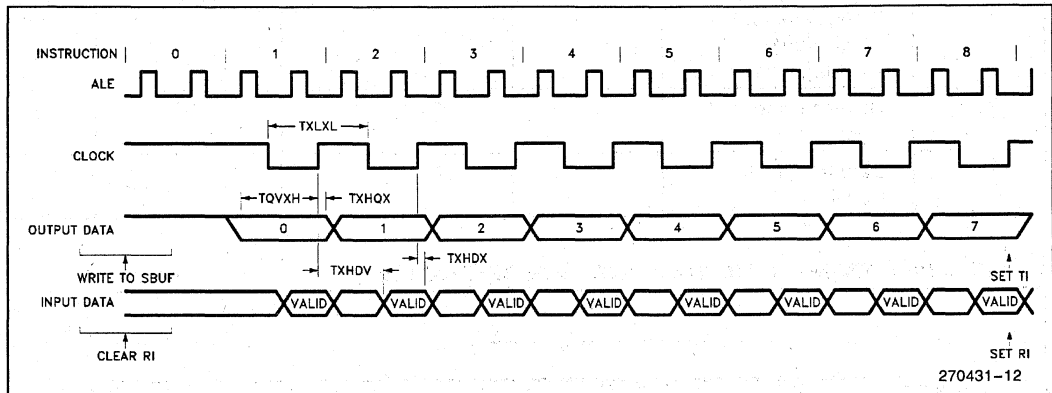 INSTRUCTION | 0 | 1 | 2 | 3 | 4 | 5 | 6 | 7 | 8 |
ALE
TXLXL
CLOCK
TQVXH TXHQX
OUTPUT DATA 0 1 2 3 4 5 6 7
WRITE TO SBUF TXHDV TXHDX SET TI
INPUT DATA VALID VALID VALID VALID VALID VALID VALID VALID
CLEAR RI SET RI
270431-12